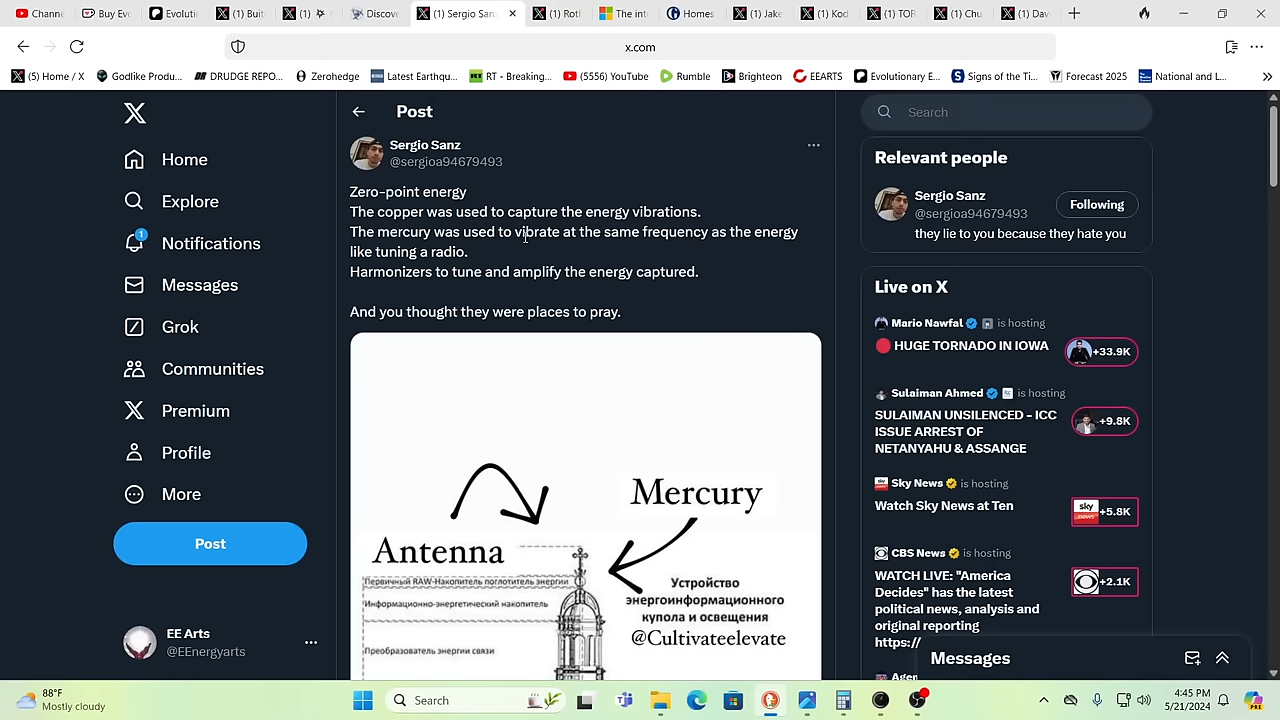 Channe
Buy Eve
Evolutio
(1) Buit
(1)
Discove
(1) Sergio San
(1) Roth
The int
Homes
(1) Jake
(1) Kod
(1) TOT
(1) Chu
(1) Da
x.com
(5) Home / X
Godlike Produ...
DRUDGE REPO...
Zerohedge
Latest Earthqu...
RT - Breaking...
(5556) YouTube
Rumble
Brighteon
EEARTS
Evolutionary E...
Signs of the Ti...
Forecast 2025
National and L...
Home
Explore
1
Notifications
Messages
Grok
Communities
Premium
Profile
More
Post
EE Arts
@EEnergyarts
Post
Sergio Sanz
@sergioa94679493
Zero-point energy
The copper was used to capture the energy vibrations.
The mercury was used to vibrate at the same frequency as the energy
like tuning a radio.
Harmonizers to tune and amplify the energy captured.
And you thought they were places to pray.
Mercury
Antenna
Первичный RAW-Накопитель поглотитель энергии
Информационно-энергетический накопитель
Преобразователь энергии связи
Устройство
энергоинформационного
купола и освещения
@Cultivateelevate
Search
Relevant people
Sergio Sanz
@sergioa94679493
Following
they lie to you because they hate you
Live on X
Mario Nawfal is hosting
HUGE TORNADO IN IOWA
+33.9K
Sulaiman Ahmed is hosting
SULAIMAN UNSILENCED - ICC
ISSUE ARREST OF
NETANYAHU & ASSANGE
+9.8K
Sky News is hosting
Watch Sky News at Ten
sky
+5.8K
CBS News is hosting
WATCH LIVE: "America
Decides" has the latest
political news, analysis and
original reporting
https://
+2.1K
Messages
88°F
Mostly cloudy
Search
4:45 PM
5/21/2024